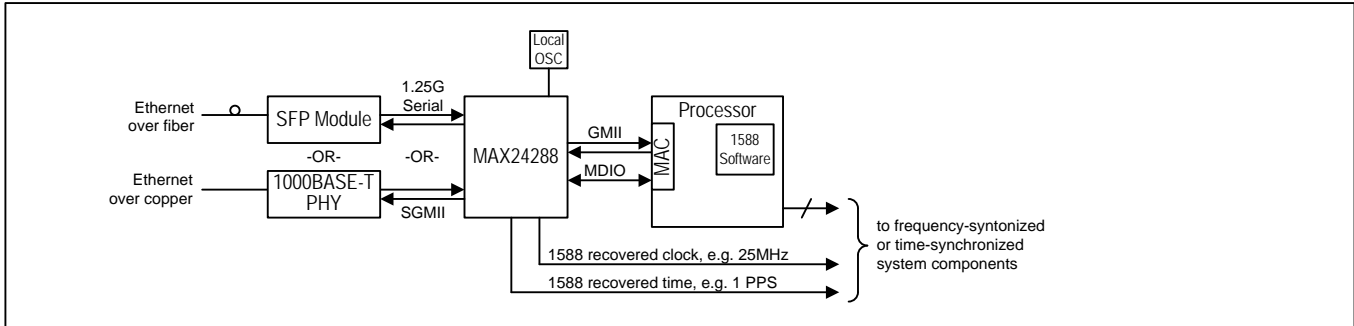 Local
OSC
1.25G
Serial
Ethernet
over fiber
SFP Module
-OR-
-OR-
Ethernet
over copper
1000BASE-T
PHY
SGMII
MAX24288
GMII
MDIO
Processor
MAC
1588
Software
1588 recovered clock, e.g. 25MHz
1588 recovered time, e.g. 1 PPS
to frequency-syntonized
or time-synchronized
system components